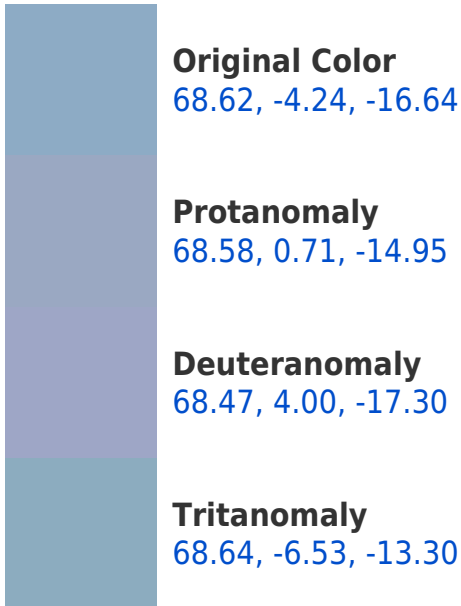 Original Color
68.62, -4.24, -16.64
Protanomaly
68.58, 0.71, -14.95
Deuteranomaly
68.47, 4.00, -17.30
Tritanomaly
68.64, -6.53, -13.30